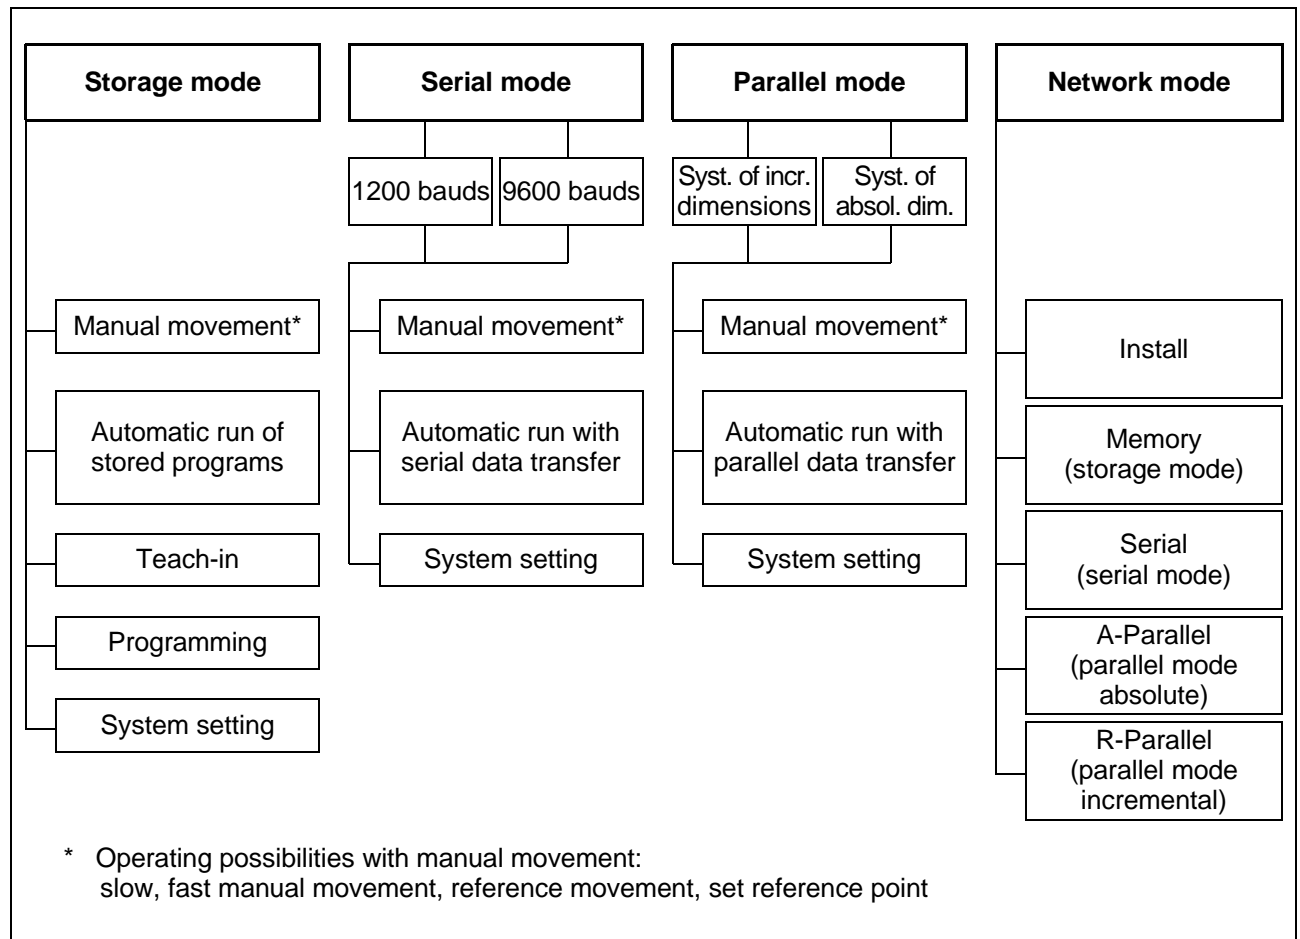 Storage mode
Serial mode
Parallel mode
Network mode
1200 bauds
9600 bauds
Syst. of incr.
dimensions
Syst. of
absol. dim.
Manual movement*
Automatic run of
stored programs
Teach-in
Programming
System setting
Manual movement*
Automatic run with
serial data transfer
System setting
Manual movement*
Automatic run with
parallel data transfer
System setting
Install
Memory
(storage mode)
Serial
(serial mode)
A-Parallel
(parallel mode
absolute)
R-Parallel
(parallel mode
incremental)
* Operating possibilities with manual movement:
slow, fast manual movement, reference movement, set reference point